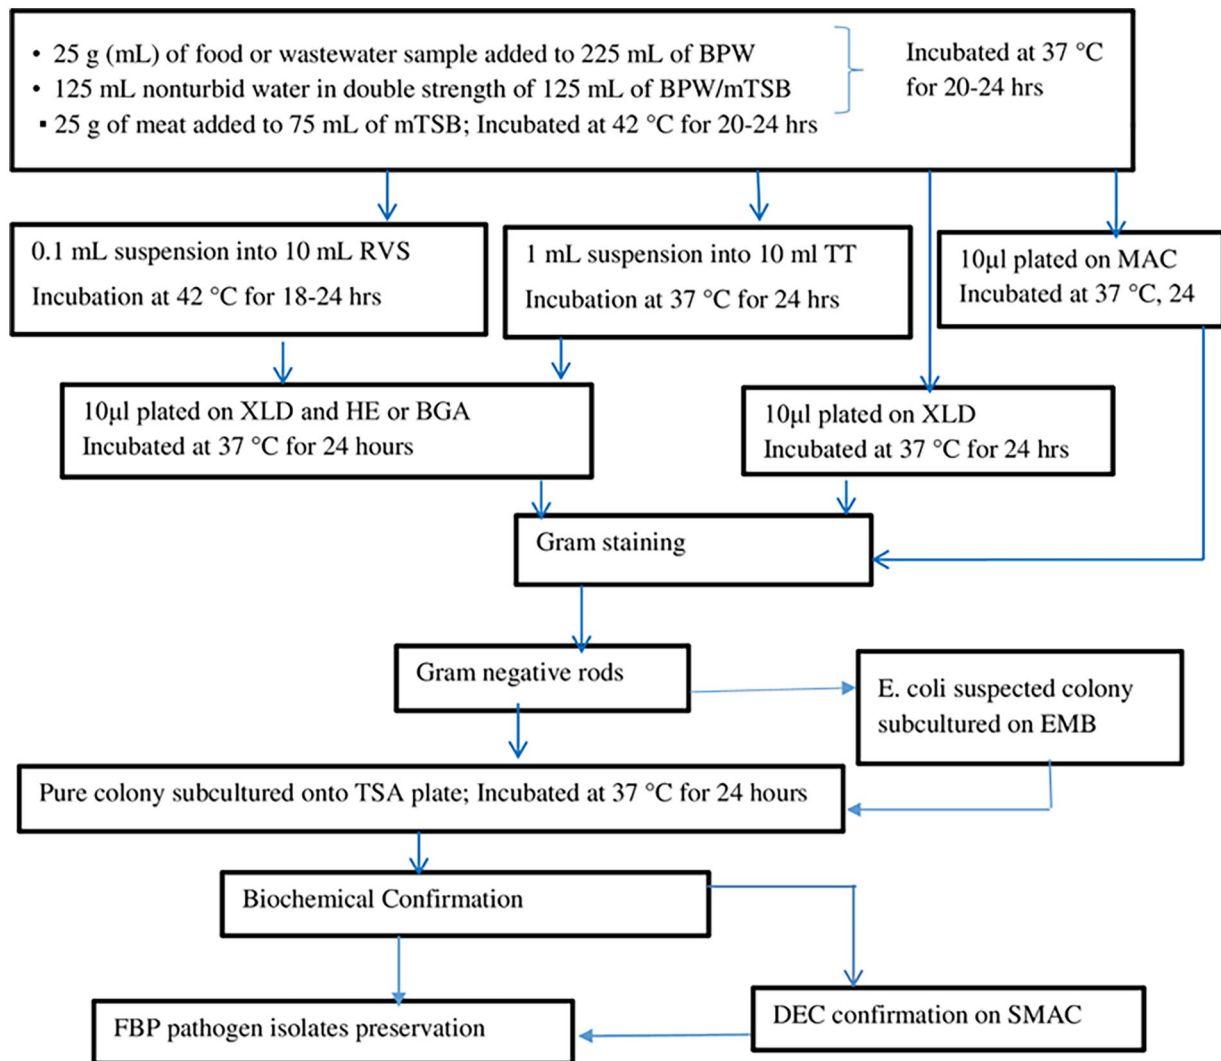 • 25 g (mL) of food or wastewater sample added to 225 mL of BPW
• 125 mL nonturbid water in double strength of 125 mL of BPW/mTSB
▪ 25 g of meat added to 75 mL of mTSB; Incubated at 42 °C for 20-24 hrs
Incubated at 37 °C
for 20-24 hrs
0.1 mL suspension into 10 mL RVS
Incubation at 42 °C for 18-24 hrs
1 mL suspension into 10 ml TT
Incubation at 37 °C for 24 hrs
10µl plated on MAC
Incubated at 37 °C, 24
10µl plated on XLD and HE or BGA
Incubated at 37 °C for 24 hours
10µl plated on XLD
Incubated at 37 °C for 24 hrs
Gram staining
Gram negative rods
E. coli suspected colony
subcultured on EMB
Pure colony subcultured onto TSA plate; Incubated at 37 °C for 24 hours
Biochemical Confirmation
DEC confirmation on SMAC
FBP pathogen isolates preservation